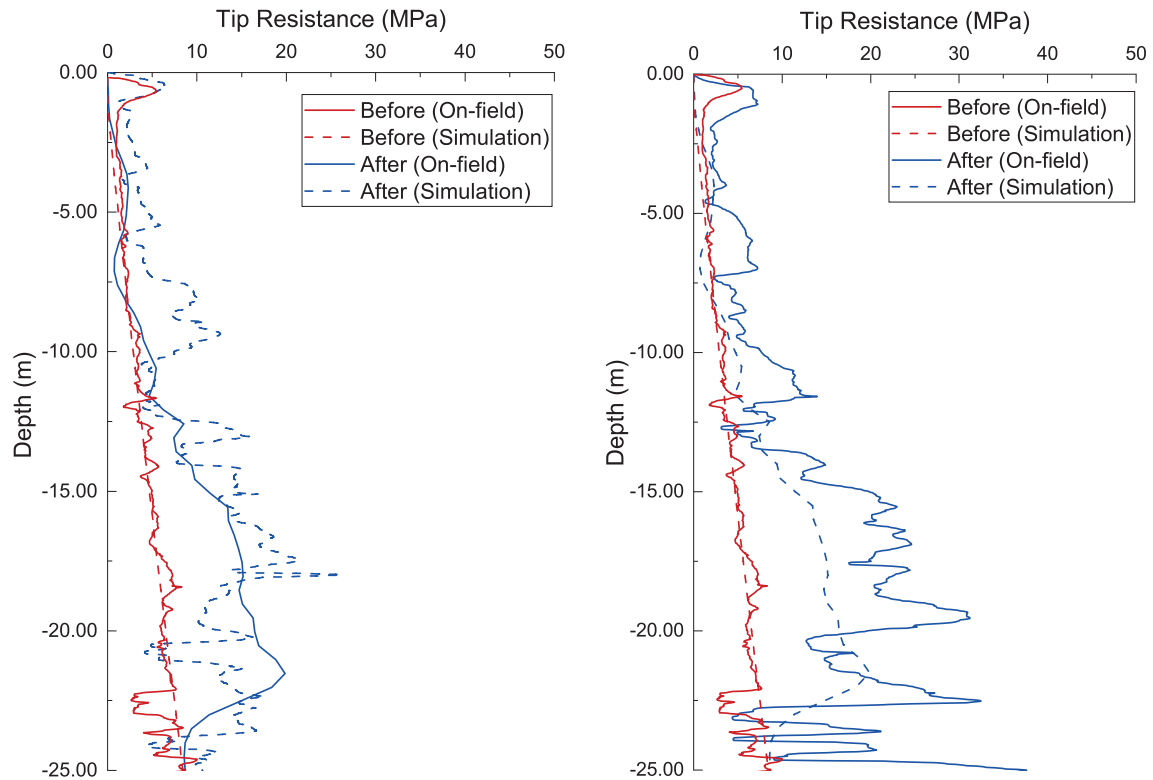 Tip Resistance (MPa)
0 10 20 30 40 50
0.00
Before (On-field)
Before (Simulation)
After (On-field)
After (Simulation)
-5.00
-10.00
Depth (m)
-15.00
-20.00
-25.00
Tip Resistance (MPa)
0 10 20 30 40 50
0.00
Before (On-field)
Before (Simulation)
After (On-field)
After (Simulation)
-5.00
-10.00
Depth (m)
-15.00
-20.00
-25.00